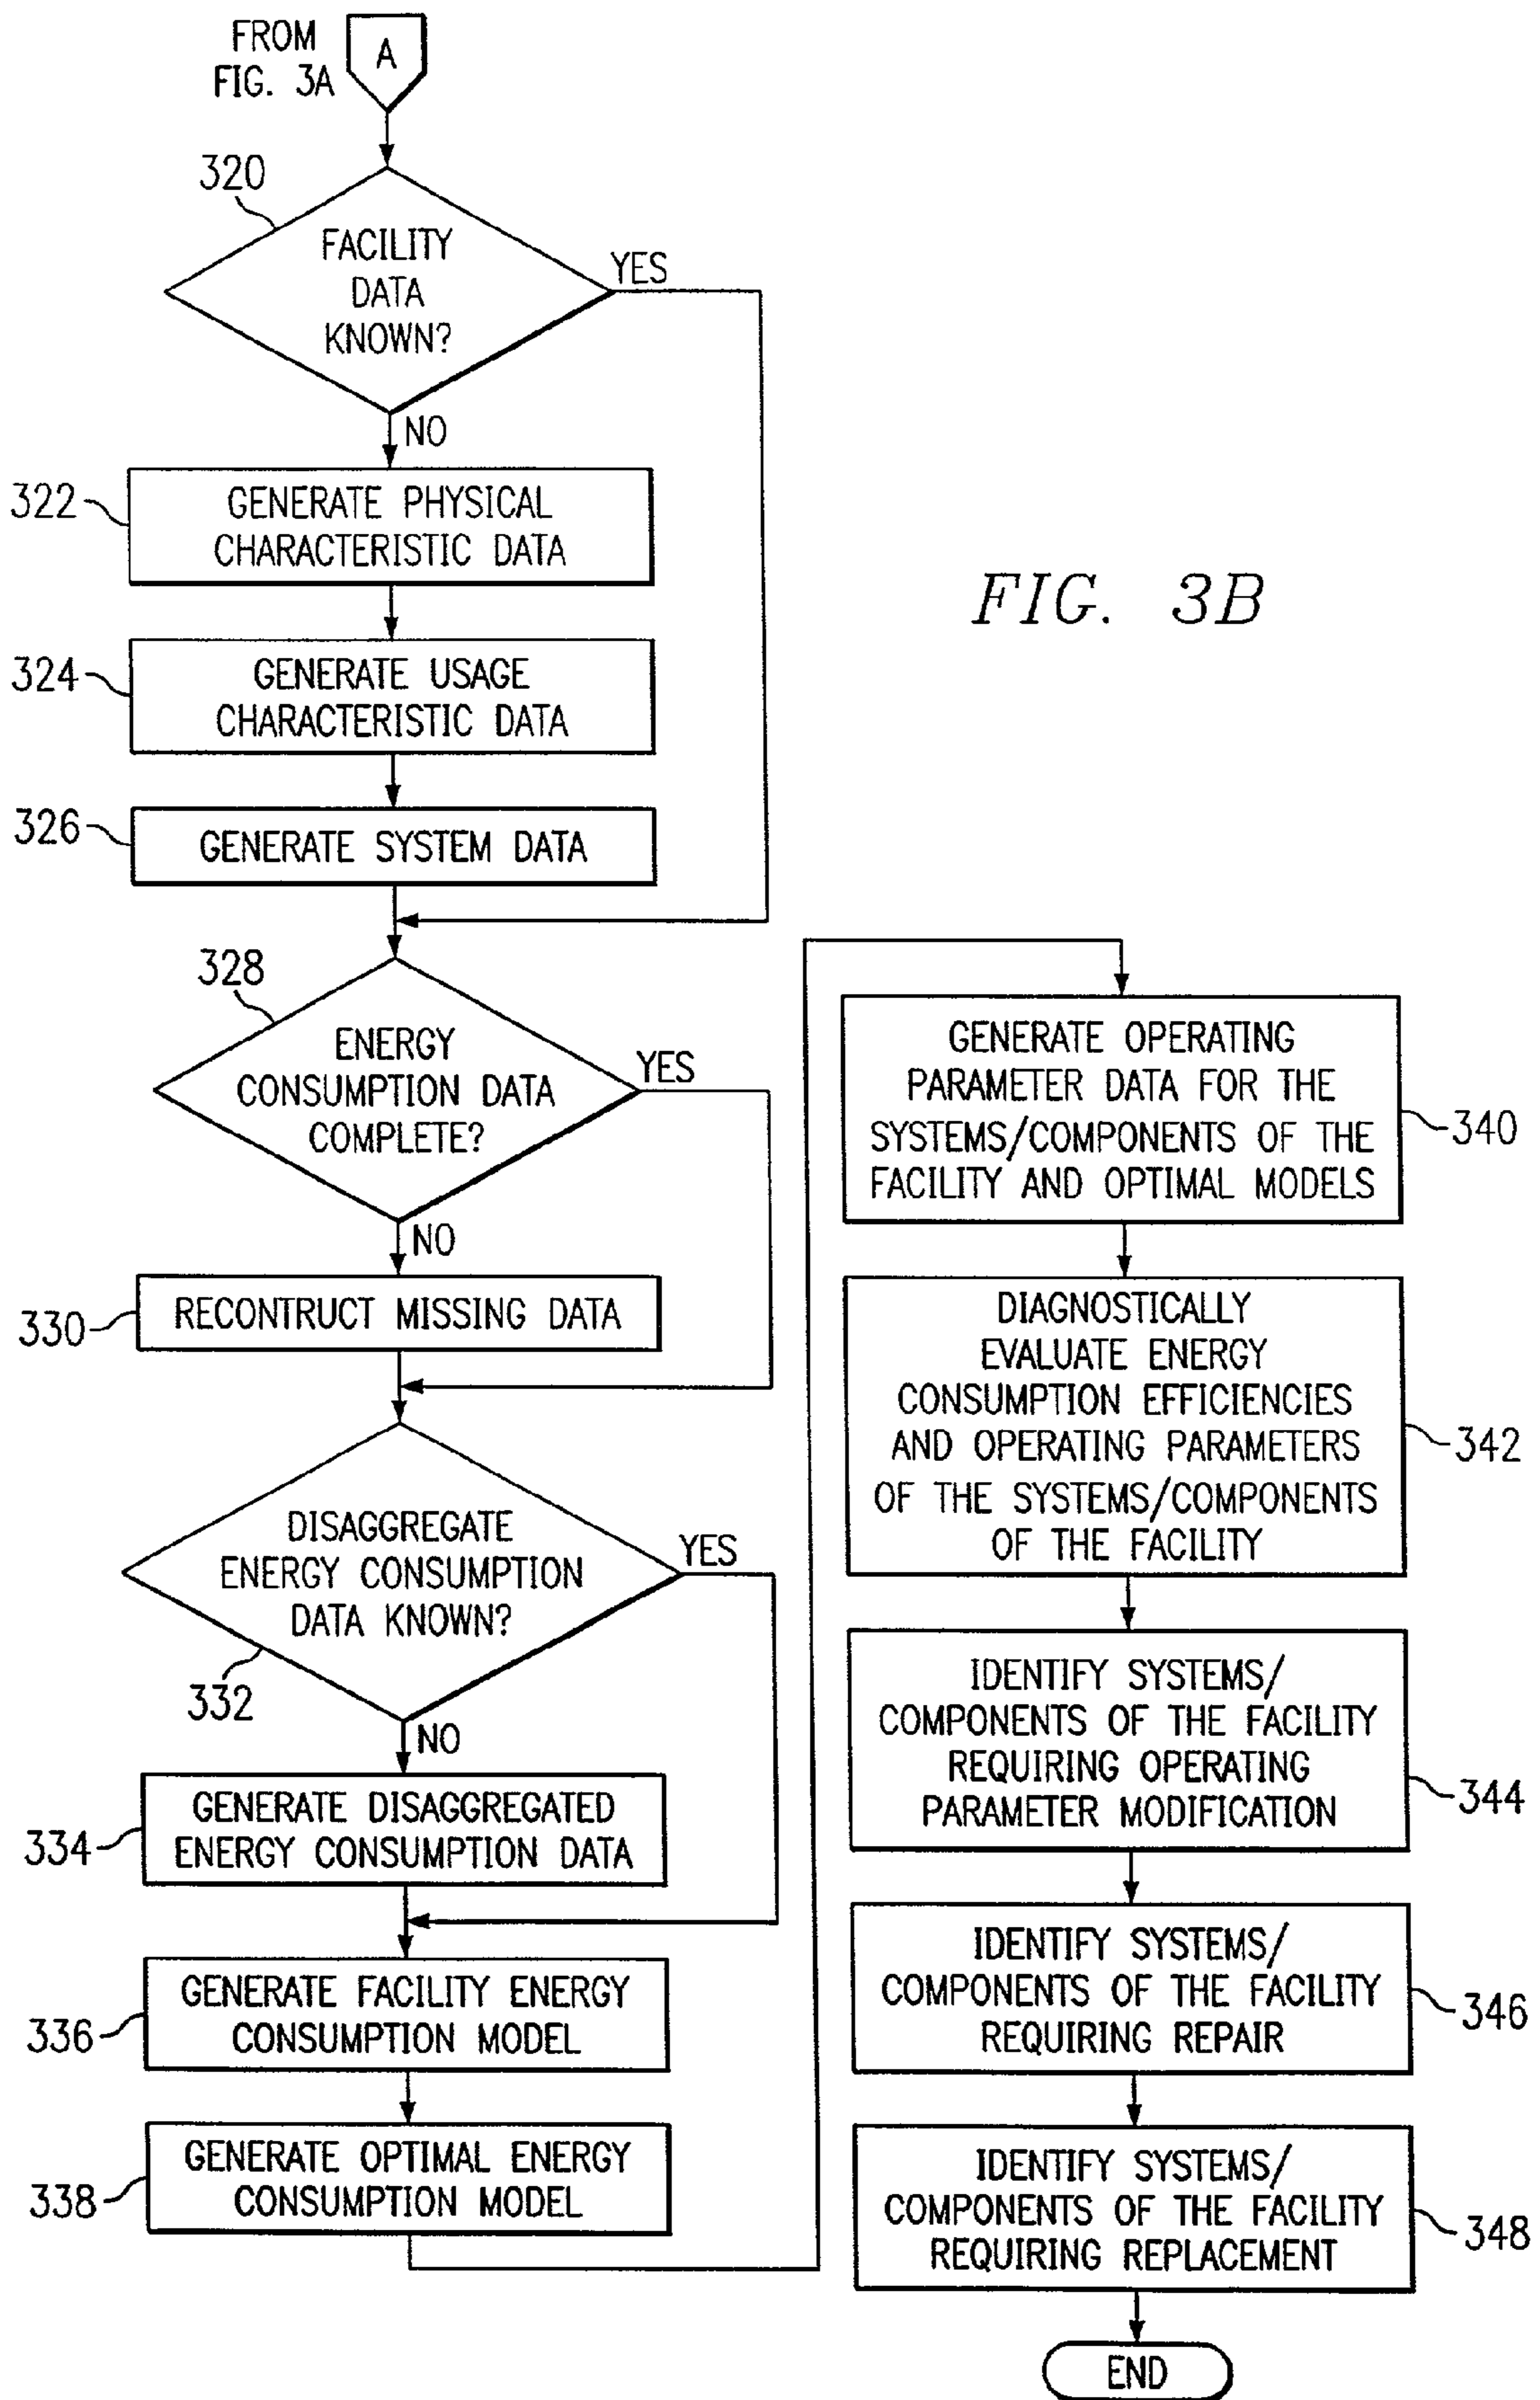 FROM
FIG. 3A
A
320
FACILITY
DATA
KNOWN?
YES
NO
322
GENERATE PHYSICAL
CHARACTERISTIC DATA
324
GENERATE USAGE
CHARACTERISTIC DATA
326
GENERATE SYSTEM DATA
328
ENERGY
CONSUMPTION DATA
COMPLETE?
YES
NO
330
RECONTRUCT MISSING DATA
DISAGGREGATE
ENERGY CONSUMPTION
DATA KNOWN?
YES
332
NO
334
GENERATE DISAGGREGATED
ENERGY CONSUMPTION DATA
336
GENERATE FACILITY ENERGY
CONSUMPTION MODEL
338
GENERATE OPTIMAL ENERGY
CONSUMPTION MODEL
FIG. 3B
GENERATE OPERATING
PARAMETER DATA FOR THE
SYSTEMS/COMPONENTS OF THE
FACILITY AND OPTIMAL MODELS
340
DIAGNOSTICALLY
EVALUATE ENERGY
CONSUMPTION EFFICIENCIES
AND OPERATING PARAMETERS
OF THE SYSTEMS/COMPONENTS
OF THE FACILITY
342
IDENTIFY SYSTEMS/
COMPONENTS OF THE FACILITY
REQUIRING OPERATING
PARAMETER MODIFICATION
344
IDENTIFY SYSTEMS/
COMPONENTS OF THE FACILITY
REQUIRING REPAIR
346
IDENTIFY SYSTEMS/
COMPONENTS OF THE FACILITY
REQUIRING REPLACEMENT
348
END